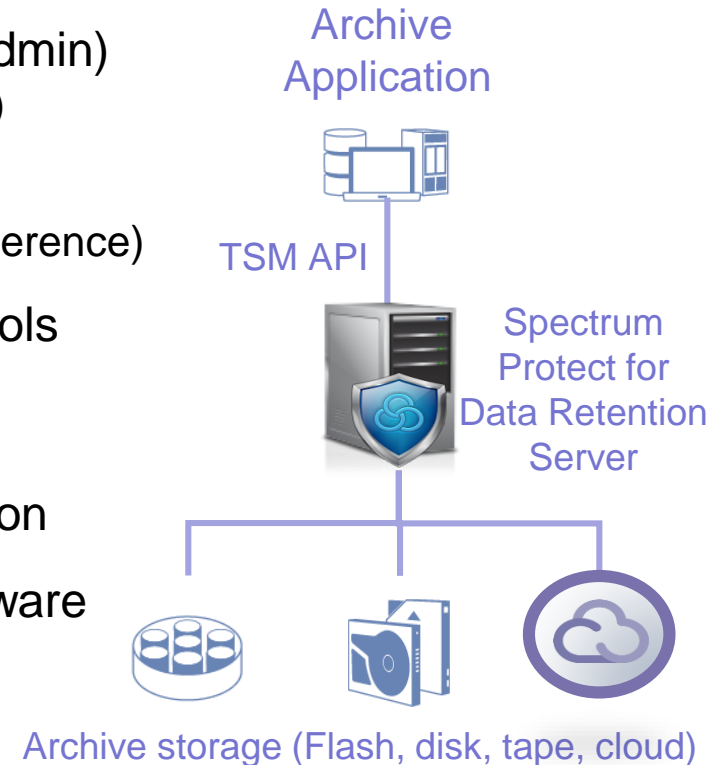 dmin)
)
erence)
ols
on
ware
Archive
Application
TSM API
Spectrum
Protect for
Data Retention
Server
Archive storage (Flash, disk, tape, cloud)